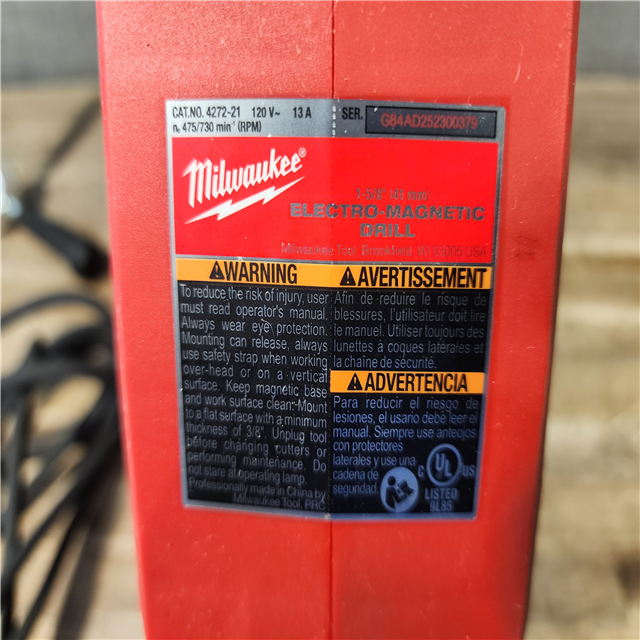 CAT.NO. 4272-21 120 V~ 13 A SER. G84AD252300379
n₀ 475/730 min⁻¹ (RPM)
Milwaukee®
1-5/8" (41 mm)
ELECTRO-MAGNETIC
DRILL
Milwaukee Tool, Brookfield, WI 53005 USA
⚠WARNING
To reduce the risk of injury, user
must read operator's manual.
Always wear eye protection.
Mounting can release, always
use safety strap when working
over-head or on a vertical
surface. Keep magnetic base
and work surface clean. Mount
to a flat surface with a minimum
thickness of 3/8". Unplug tool
before changing cutters or
performing maintenance. Do
not stare at operating lamp.
Professionally made in China by
Milwaukee Tool, PRC
⚠AVERTISSEMENT
Afin de reduire le risque de
blessures, l'utilisateur doit lire
le manuel. Utiliser toujours des
lunettes à coques latérales et
la chaîne de sécurité.
⚠ADVERTENCIA
Para reducir el riesgo de
lesiones, el usario debe leer el
manual. Siempre use anteojos
con protectores
laterales y use una
cadena de
seguridad.
C UL US
LISTED
9L85